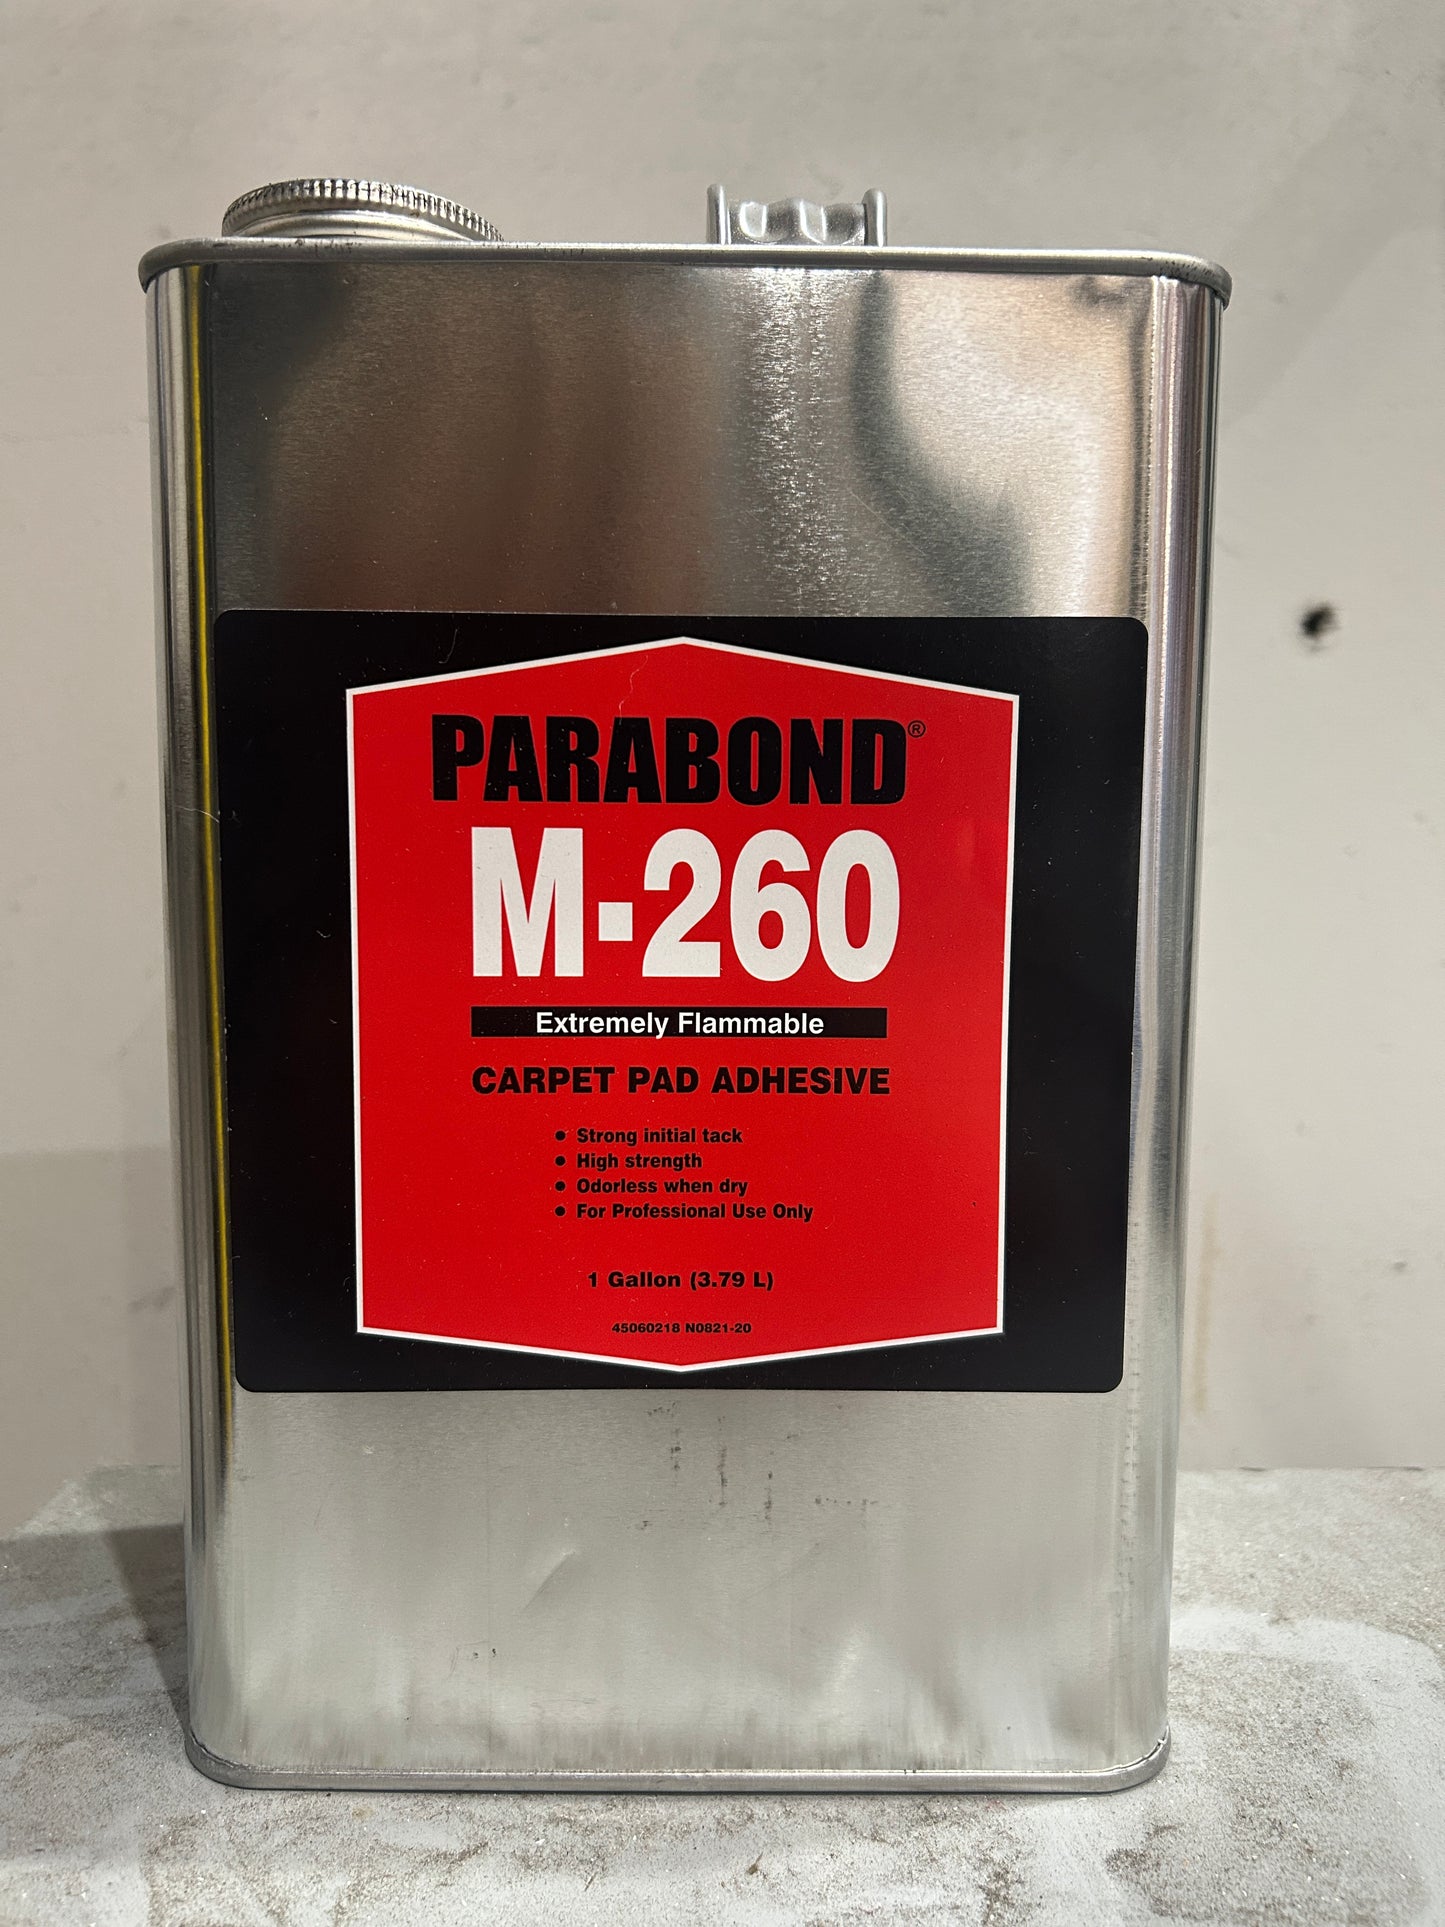 PARABOND®
M-260
Extremely Flammable
CARPET PAD ADHESIVE
• Strong initial tack
• High strength
• Odorless when dry
• For Professional Use Only
1 Gallon (3.79 L)
45060218 N0821-20